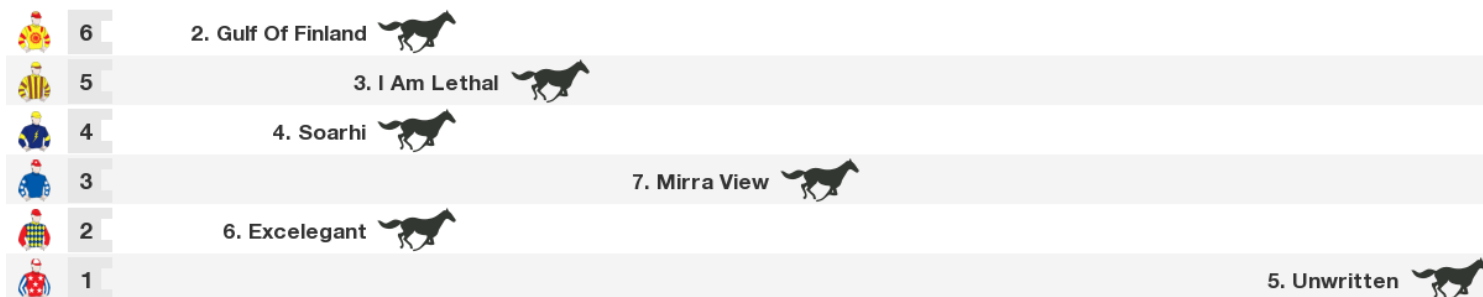 6 2. Gulf Of Finland
5 3. I Am Lethal
4 4. Soarhi
3 7. Mirra View
2 6. Excelegant
1 5. Unwritten